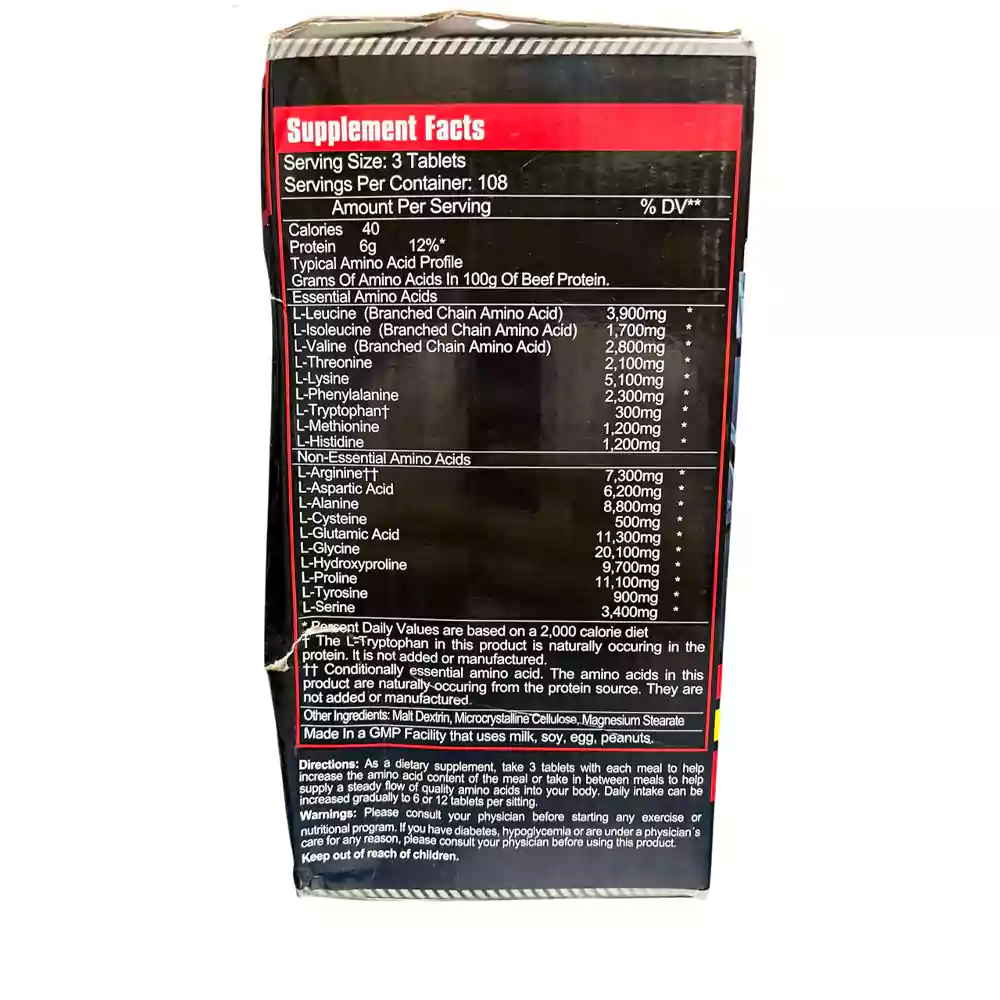 Supplement Facts
Serving Size: 3 Tablets
Servings Per Container: 108
Amount Per Serving % DV**
Calories 40
Protein 6g 12%*
Typical Amino Acid Profile
Grams Of Amino Acids In 100g Of Beef Protein.
Essential Amino Acids
L-Leucine (Branched Chain Amino Acid) 3,900mg *
L-Isoleucine (Branched Chain Amino Acid) 1,700mg *
L-Valine (Branched Chain Amino Acid) 2,800mg *
L-Threonine 2,100mg *
L-Lysine 5,100mg *
L-Phenylalanine 2,300mg *
L-Tryptophan† 300mg *
L-Methionine 1,200mg *
L-Histidine 1,200mg *
Non-Essential Amino Acids
L-Arginine†† 7,300mg *
L-Aspartic Acid 6,200mg *
L-Alanine 8,800mg *
L-Cysteine 500mg *
L-Glutamic Acid 11,300mg *
L-Glycine 20,100mg *
L-Hydroxyproline 9,700mg *
L-Proline 11,100mg *
L-Tyrosine 900mg *
L-Serine 3,400mg *
* Persent Daily Values are based on a 2,000 calorie diet
† The L-Tryptophan in this product is naturally occuring in the
protein. It is not added or manufactured.
†† Conditionally essential amino acid. The amino acids in this
product are naturally occuring from the protein source. They are
not added or manufactured.
Other Ingredients: Malt Dextrin, Microcrystalline Cellulose, Magnesium Stearate
Made In a GMP Facility that uses milk, soy, egg, peanuts.
Directions: As a dietary supplement, take 3 tablets with each meal to help
increase the amino acid content of the meal or take in between meals to help
supply a steady flow of quality amino acids into your body. Daily intake can be
increased gradually to 6 or 12 tablets per sitting.
Warnings: Please consult your physician before starting any exercise or
nutritional program. If you have diabetes, hypoglycemia or are under a physician's
care for any reason, please consult your physician before using this product.
Keep out of reach of children.